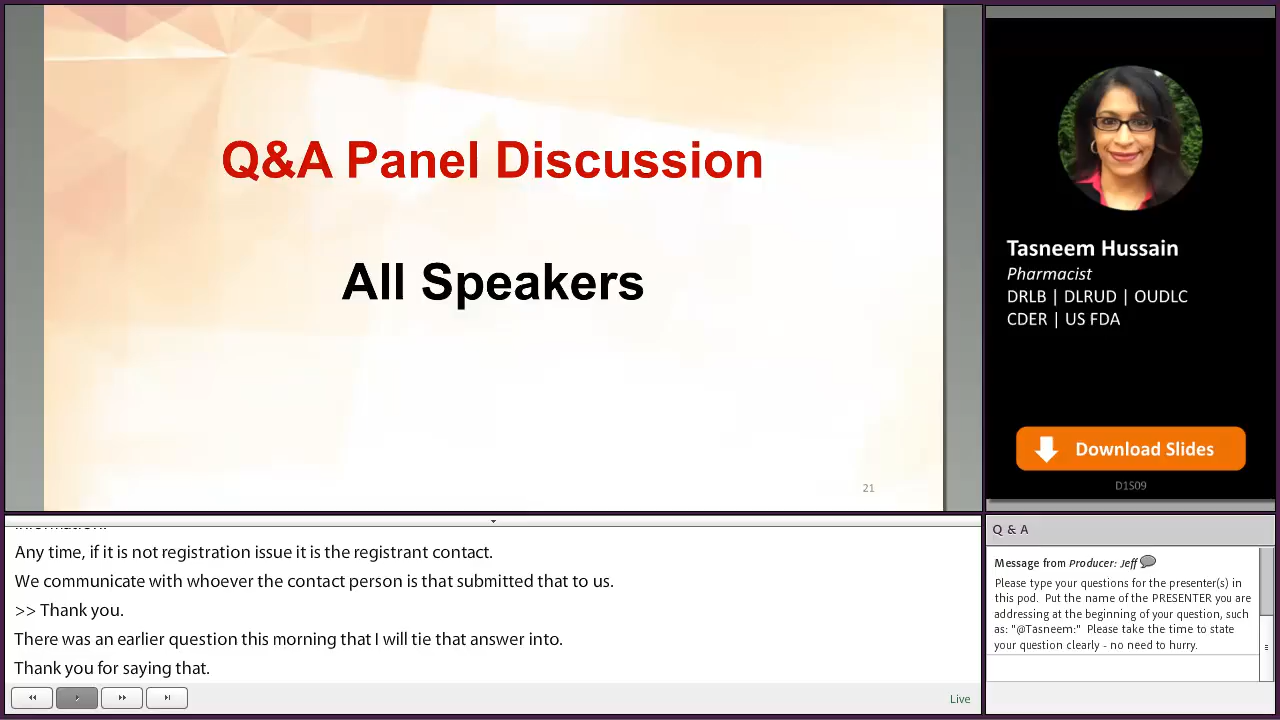 Q&A Panel Discussion
All Speakers
21
Tasneem Hussain
Pharmacist
DRLB | DLRUD | OUDLC
CDER | US FDA
Download Slides
D1S09
Any time, if it is not registration issue it is the registrant contact.
We communicate with whoever the contact person is that submitted that to us.
>> Thank you.
There was an earlier question this morning that I will tie that answer into.
Thank you for saying that.
Live
Q & A
Message from Producer: Jeff
Please type your questions for the presenter(s) in
this pod. Put the name of the PRESENTER you are
addressing at the beginning of your question, such
as: "@Tasneem:" Please take the time to state
your question clearly - no need to hurry.